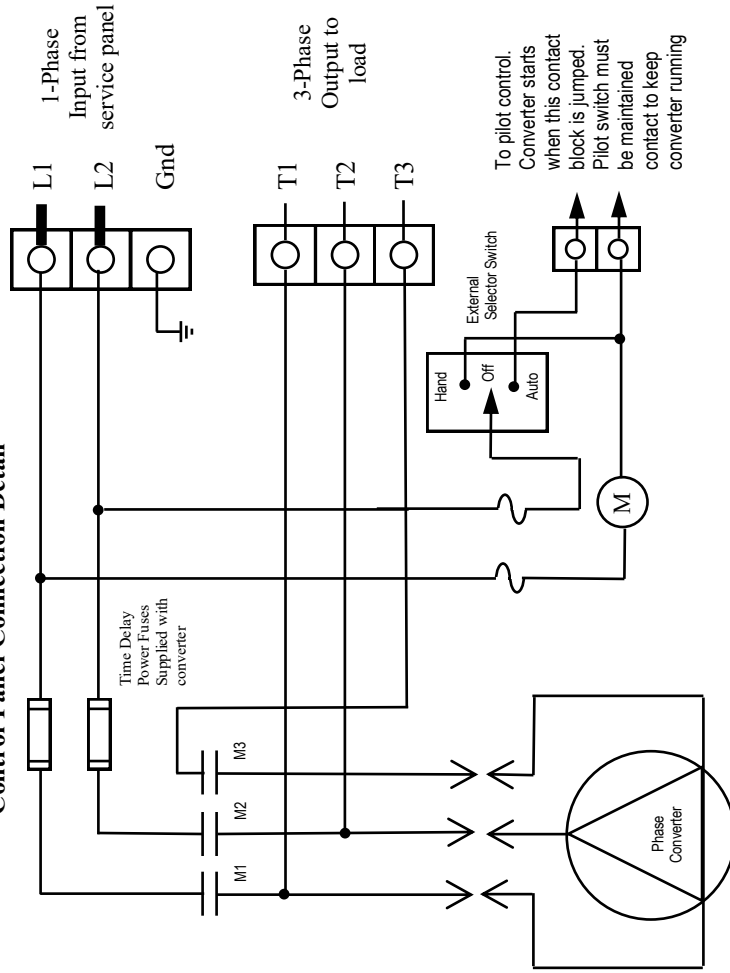 Control Panel Connection Detail
1-Phase
Input from
service panel
L1
L2
Gnd
3-Phase
Output to
load
T1
T2
T3
To pilot control.
Converter starts
when this contact
block is jumped.
Pilot switch must
be maintained
contact to keep
converter running
External
Selector Switch
Hand
Off
Auto
M
Time Delay
Power Fuses
Supplied with
converter
M1
M2
M3
Phase
Converter